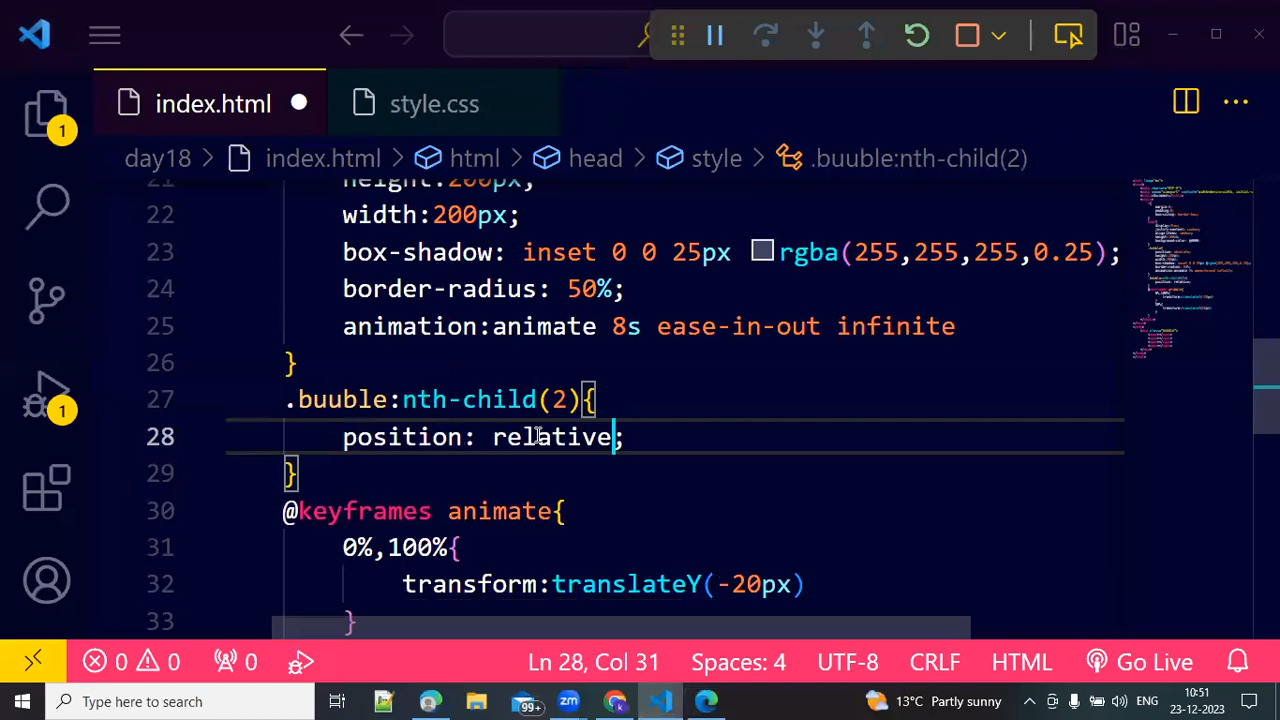 index.html
style.css
day18 > index.html > html > head > style > .buuble:nth-child(2)
21 height:200px;
22 width:200px;
23 box-shadow: inset 0 0 25px rgba(255,255,255,0.25);
24 border-radius: 50%;
25 animation:animate 8s ease-in-out infinite
26 }
27 .buuble:nth-child(2){
28 position: relative;
29 }
30 @keyframes animate{
31 0%,100%{
32 transform:translateY(-20px)
33 }
1
1
0 0 0 Ln 28, Col 31 Spaces: 4 UTF-8 CRLF HTML Go Live
Type here to search 99+ 13°C Partly sunny ENG 10:51
23-12-2023